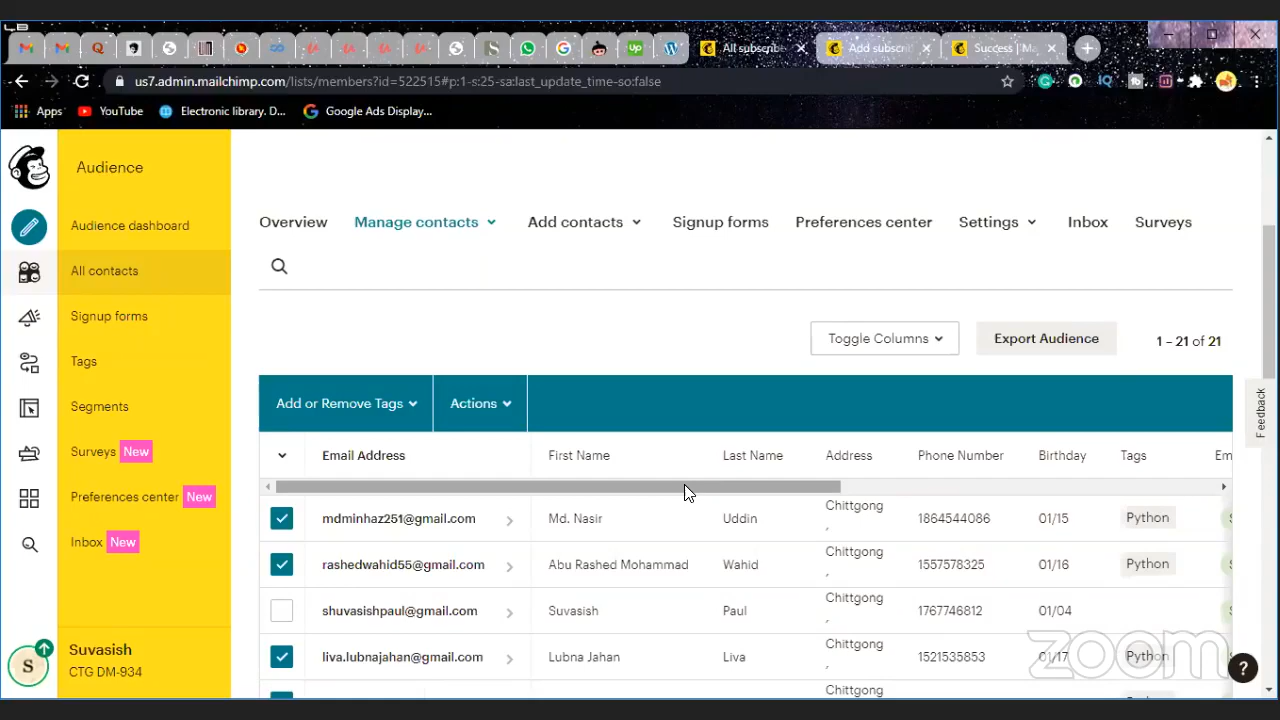 All subscribe
Add subscri
Success | Ma
us7.admin.mailchimp.com/lists/members?id=522515#p:1-s:25-sa:last_update_time-so:false
Apps
YouTube
Electronic library. D...
Google Ads Display...
Audience
Audience dashboard
All contacts
Signup forms
Tags
Segments
Surveys New
Preferences center New
Inbox New
S
Suvasish
CTG DM-934
Overview
Manage contacts
Add contacts
Signup forms
Preferences center
Settings
Inbox
Surveys
Toggle Columns
Export Audience
1 – 21 of 21
Add or Remove Tags
Actions
Email Address First Name Last Name Address Phone Number Birthday Tags Em
mdminhaz251@gmail.com Md. Nasir Uddin Chittgong , 1864544086 01/15 Python
rashedwahid55@gmail.com Abu Rashed Mohammad Wahid Chittgong , 1557578325 01/16 Python
shuvasishpaul@gmail.com Suvasish Paul Chittgong , 1767746812 01/04
liva.lubnajahan@gmail.com Lubna Jahan Liva Chittgong , 1521535853 01/17 Python
Feedback
zoom
?